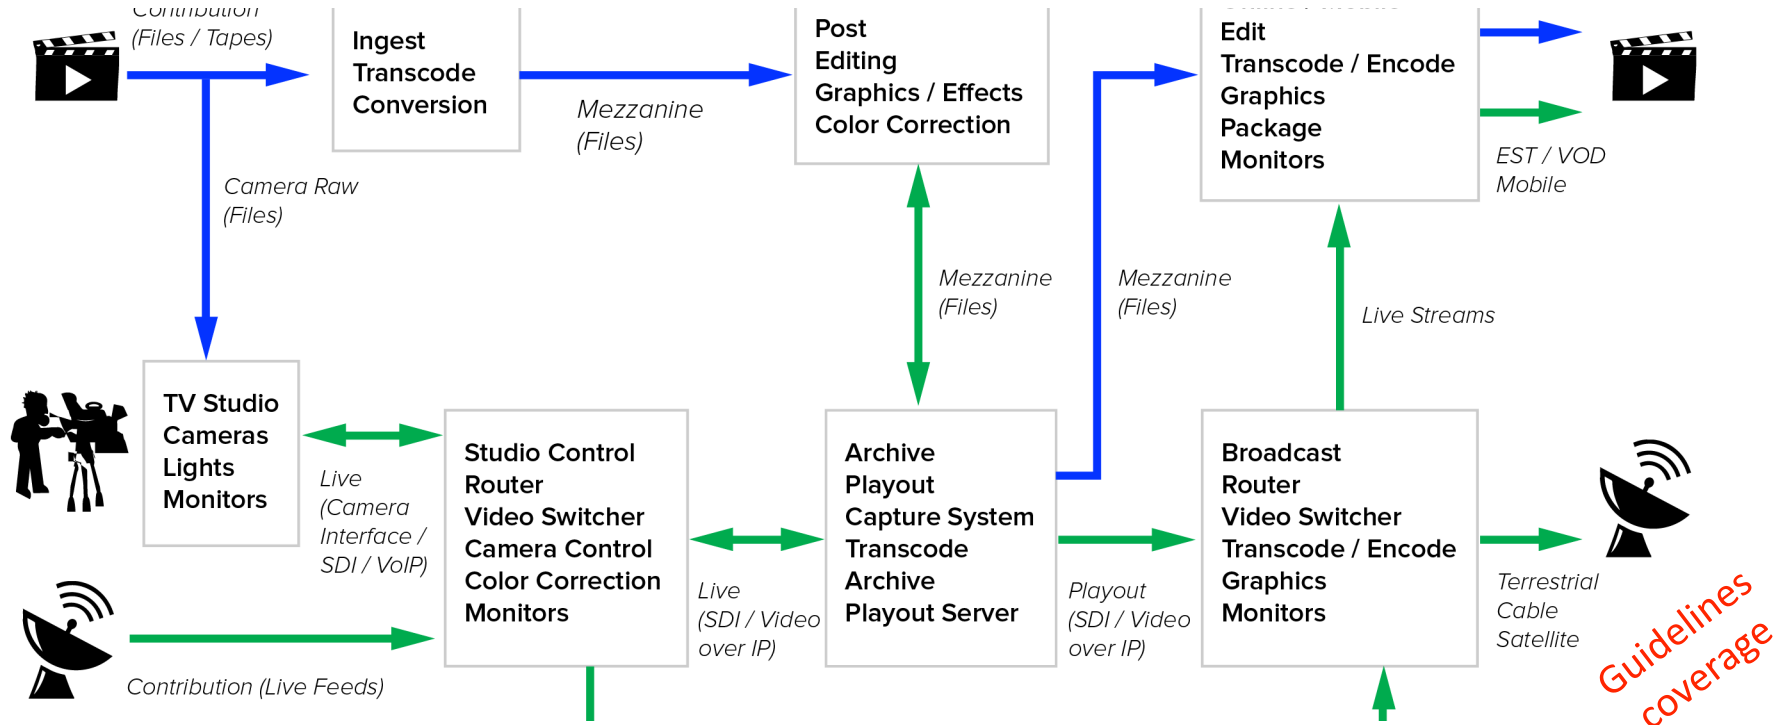 Contribution
(Files / Tapes)
Ingest
Transcode
Conversion
Mezzanine
(Files)
Post
Editing
Graphics / Effects
Color Correction
Edit
Transcode / Encode
Graphics
Package
Monitors
EST / VOD
Mobile
Camera Raw
(Files)
Mezzanine
(Files)
Mezzanine
(Files)
Live Streams
TV Studio
Cameras
Lights
Monitors
Live
(Camera
Interface /
SDI / VoIP)
Studio Control
Router
Video Switcher
Camera Control
Color Correction
Monitors
Live
(SDI / Video
over IP)
Archive
Playout
Capture System
Transcode
Archive
Playout Server
Playout
(SDI / Video
over IP)
Broadcast
Router
Video Switcher
Transcode / Encode
Graphics
Monitors
Terrestrial
Cable
Satellite
Contribution (Live Feeds)
Guidelines
coverage